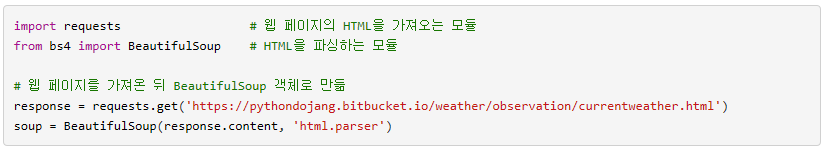 import requests                  # 웹 페이지의 HTML을 가져오는 모듈
from bs4 import BeautifulSoup    # HTML을 파싱하는 모듈
# 웹 페이지를 가져온 뒤 BeautifulSoup 객체로 만듦
response = requests.get('https://pythondojang.bitbucket.io/weather/observation/currentweather.html')
soup = BeautifulSoup(response.content, 'html.parser')